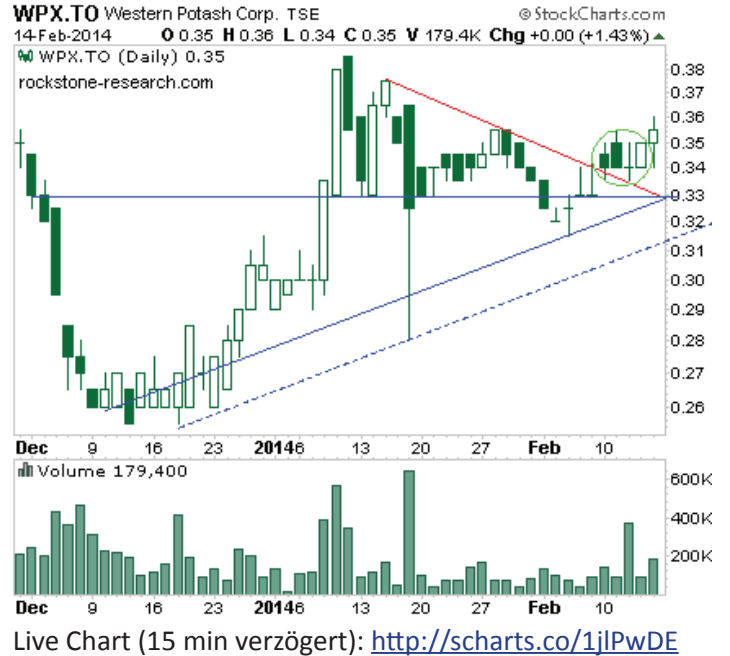 WPX.TO Western Potash Corp. TSE © StockCharts.com
14-Feb-2014 O 0.35 H 0.36 L 0.34 C 0.35 V 179.4K Chg +0.00 (+1.43%)
WPX.TO (Daily) 0.35
rockstone-research.com
0.38
0.37
0.36
0.35
0.34
0.33
0.32
0.31
0.30
0.29
0.28
0.27
0.26
Dec 9 16 23 2014 6 13 20 27 Feb 10
Volume 179,400
600K
400K
200K
Dec 9 16 23 2014 6 13 20 27 Feb 10
Live Chart (15 min verzögert): http://scharts.co/1jlPwDE